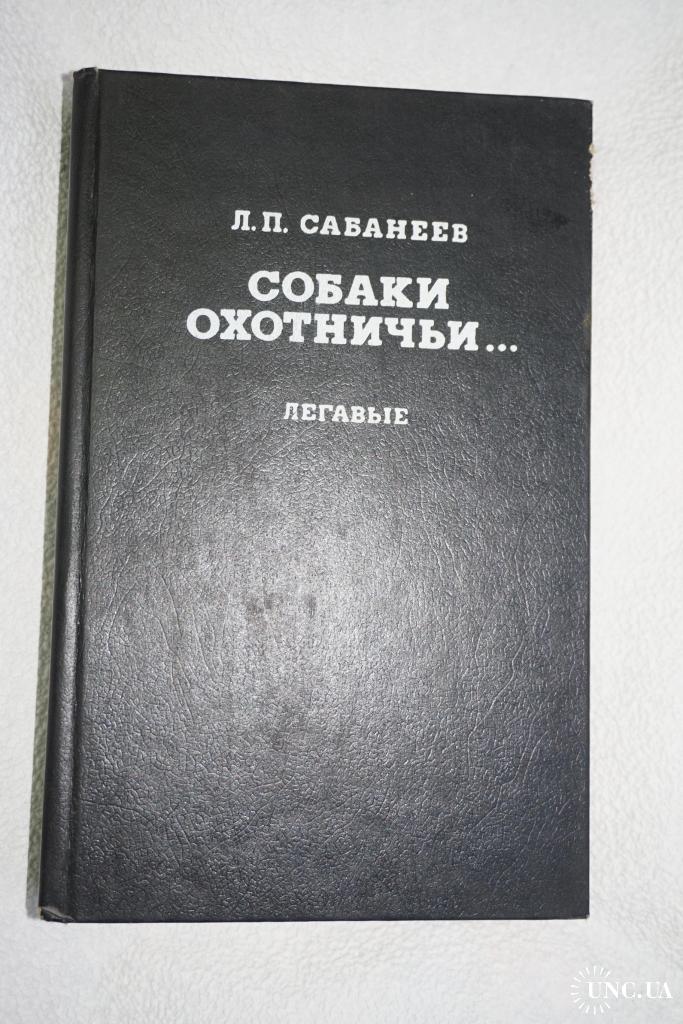 Л.П. САБАНЕЕВ
СОБАКИ
ОХОТНИЧЬИ...
ЛЕГАВЫЕ
UNC.UA